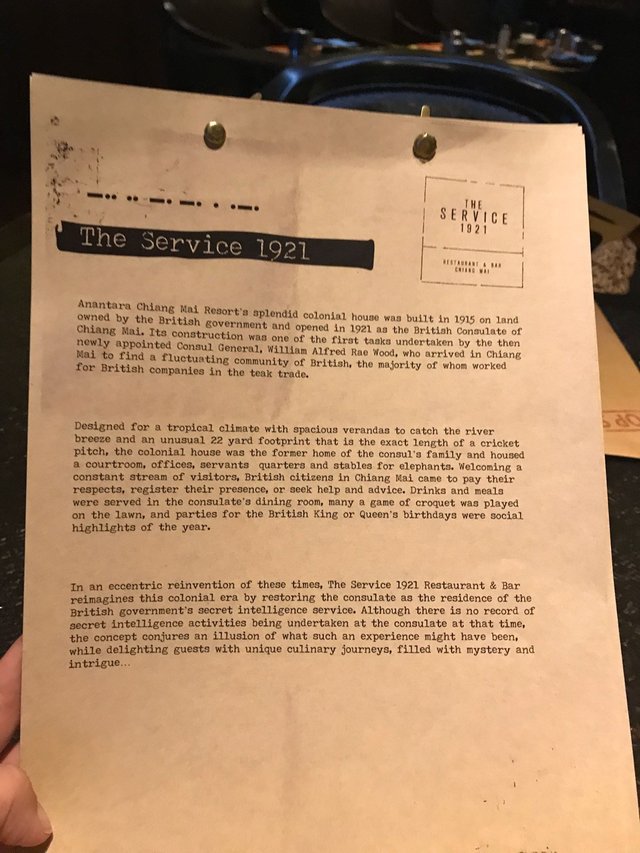 THE
SERVICE
1921
RESTAURANT & BAR
CHIANG MAI
The Service 1921
Anantara Chiang Mai Resort's splendid colonial house was built in 1915 on land
owned by the British government and opened in 1921 as the British Consulate of
Chiang Mai. Its construction was one of the first tasks undertaken by the then
newly appointed Consul General, William Alfred Rae Wood, who arrived in Chiang
Mai to find a fluctuating community of British, the majority of whom worked
for British companies in the teak trade.
Designed for a tropical climate with spacious verandas to catch the river
breeze and an unusual 22 yard footprint that is the exact length of a cricket
pitch, the colonial house was the former home of the consul's family and housed
a courtroom, offices, servants quarters and stables for elephants. Welcoming a
constant stream of visitors, British citizens in Chiang Mai came to pay their
respects, register their presence, or seek help and advice. Drinks and meals
were served in the consulate's dining room, many a game of croquet was played
on the lawn, and parties for the British King or Queen's birthdays were social
highlights of the year.
In an eccentric reinvention of these times, The Service 1921 Restaurant & Bar
reimagines this colonial era by restoring the consulate as the residence of the
British government's secret intelligence service. Although there is no record of
secret intelligence activities being undertaken at the consulate at that time,
the concept conjures an illusion of what such an experience might have been,
while delighting guests with unique culinary journeys, filled with mystery and
intrigue...